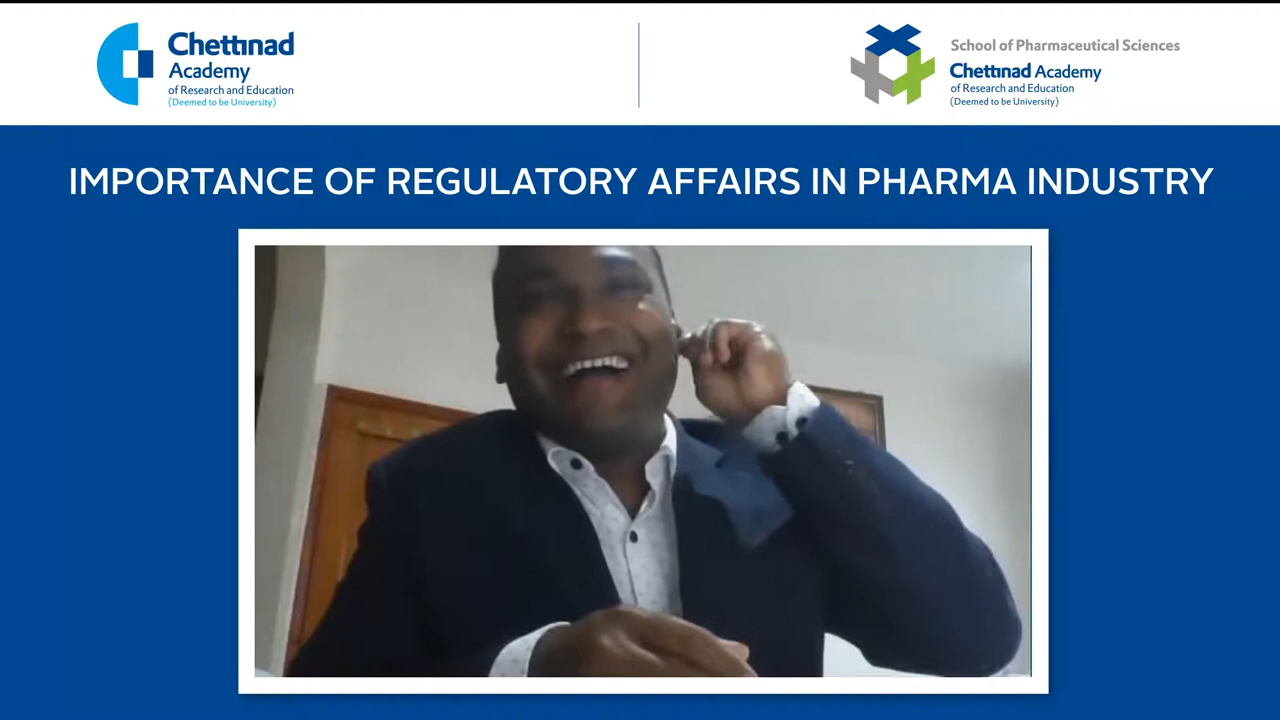 Chettinad
Academy
of Research and Education
(Deemed to be University)
School of Pharmaceutical Sciences
Chettinad Academy
of Research and Education
(Deemed to be University)
IMPORTANCE OF REGULATORY AFFAIRS IN PHARMA INDUSTRY